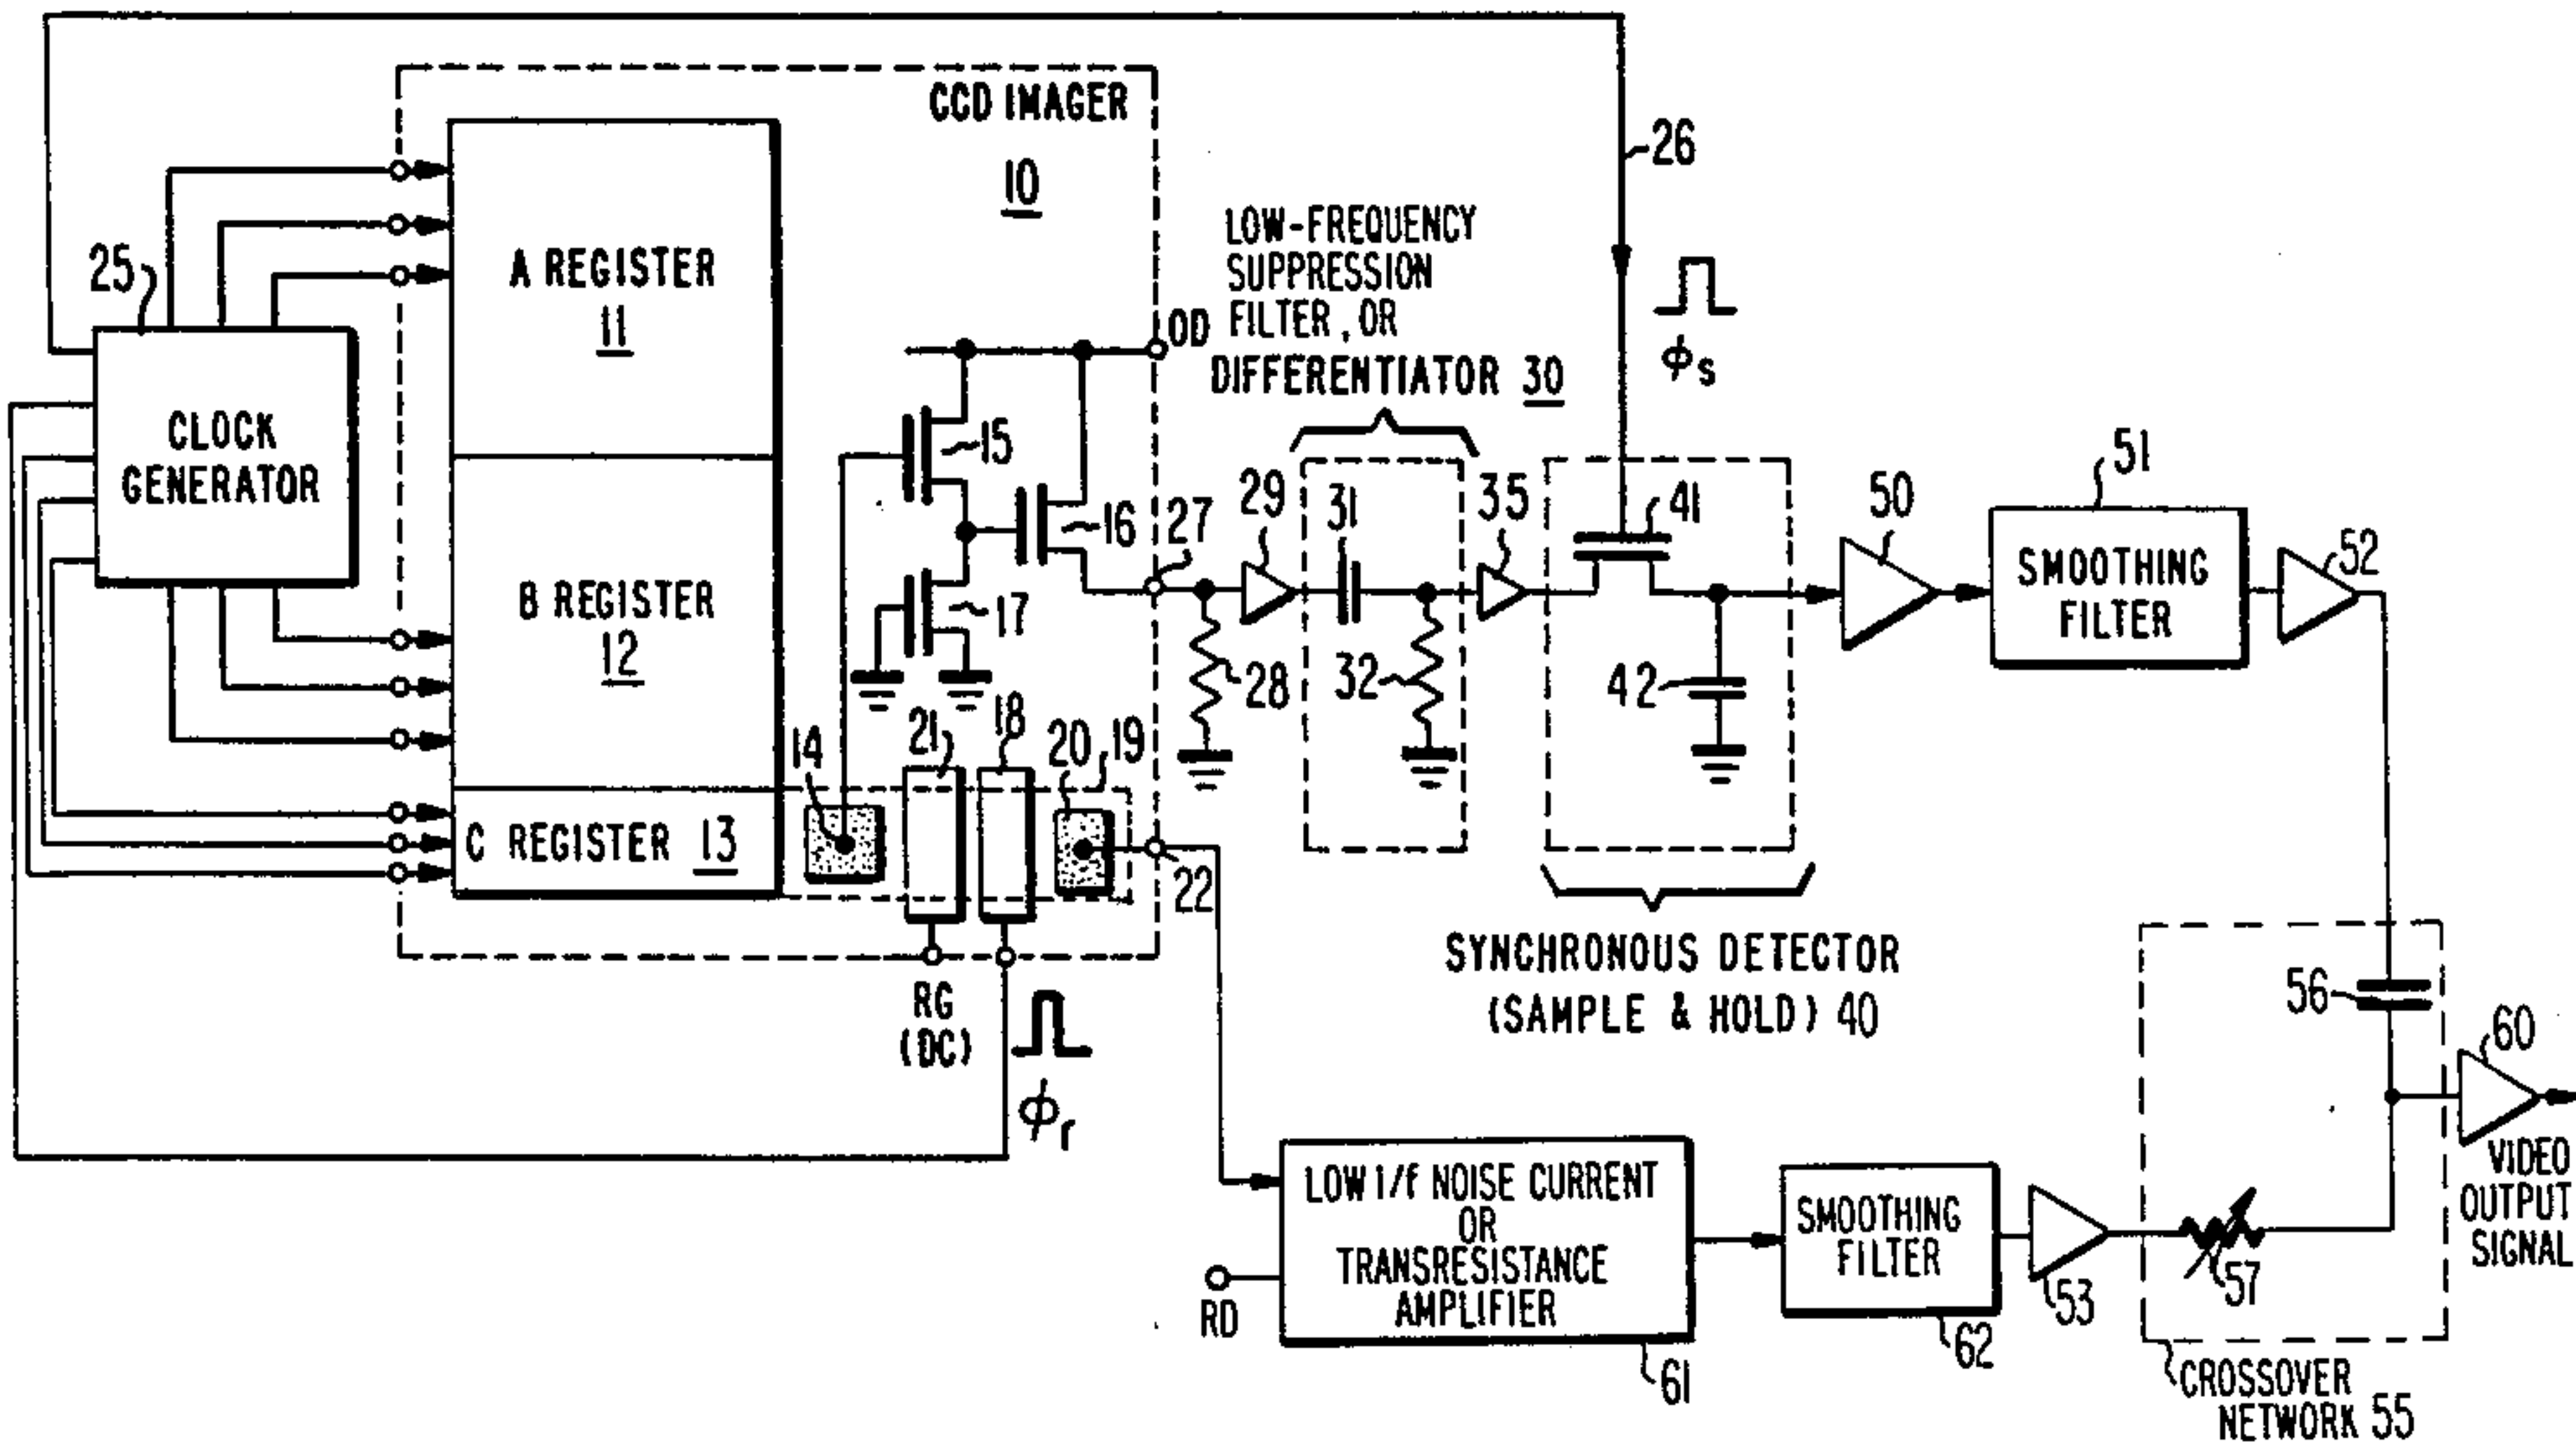 CCD IMAGER
10
26
LOW-FREQUENCY
SUPPRESSION
FILTER, OR
DIFFERENTIATOR 30
25
A REGISTER
11
OD
ϕs
CLOCK
GENERATOR
15
16
27
29
31
35
41
50
51
SMOOTHING
FILTER
52
B REGISTER
12
17
28
32
42
14
21
18
20
19
C REGISTER 13
22
SYNCHRONOUS DETECTOR
(SAMPLE & HOLD) 40
RG
(DC)
ϕr
56
60
VIDEO
OUTPUT
SIGNAL
LOW 1/f NOISE CURRENT
OR
TRANSRESISTANCE
AMPLIFIER
RD
61
SMOOTHING
FILTER
62
53
57
CROSSOVER
NETWORK 55